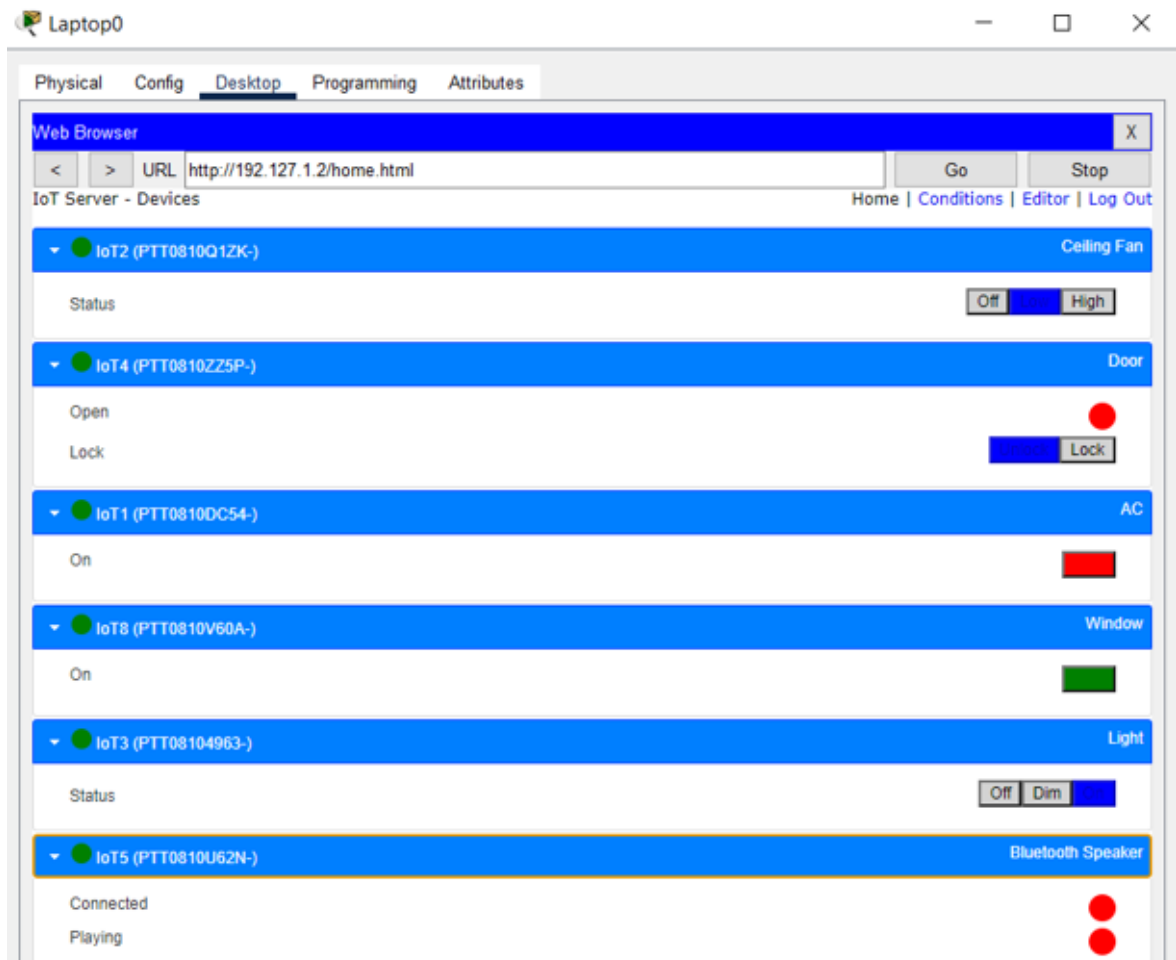 Laptop0
Physical Config Desktop Programming Attributes
Web Browser X
< > URL http://192.127.1.2/home.html Go Stop
IoT Server - Devices Home | Conditions | Editor | Log Out
IoT2 (PTT0810Q1ZK-) Ceiling Fan
Status Off Low High
IoT4 (PTT0810ZZ5P-) Door
Open
Lock Unlock Lock
IoT1 (PTT0810DC54-) AC
On
IoT8 (PTT0810V60A-) Window
On
IoT3 (PTT08104963-) Light
Status Off Dim On
IoT5 (PTT0810U62N-) Bluetooth Speaker
Connected
Playing